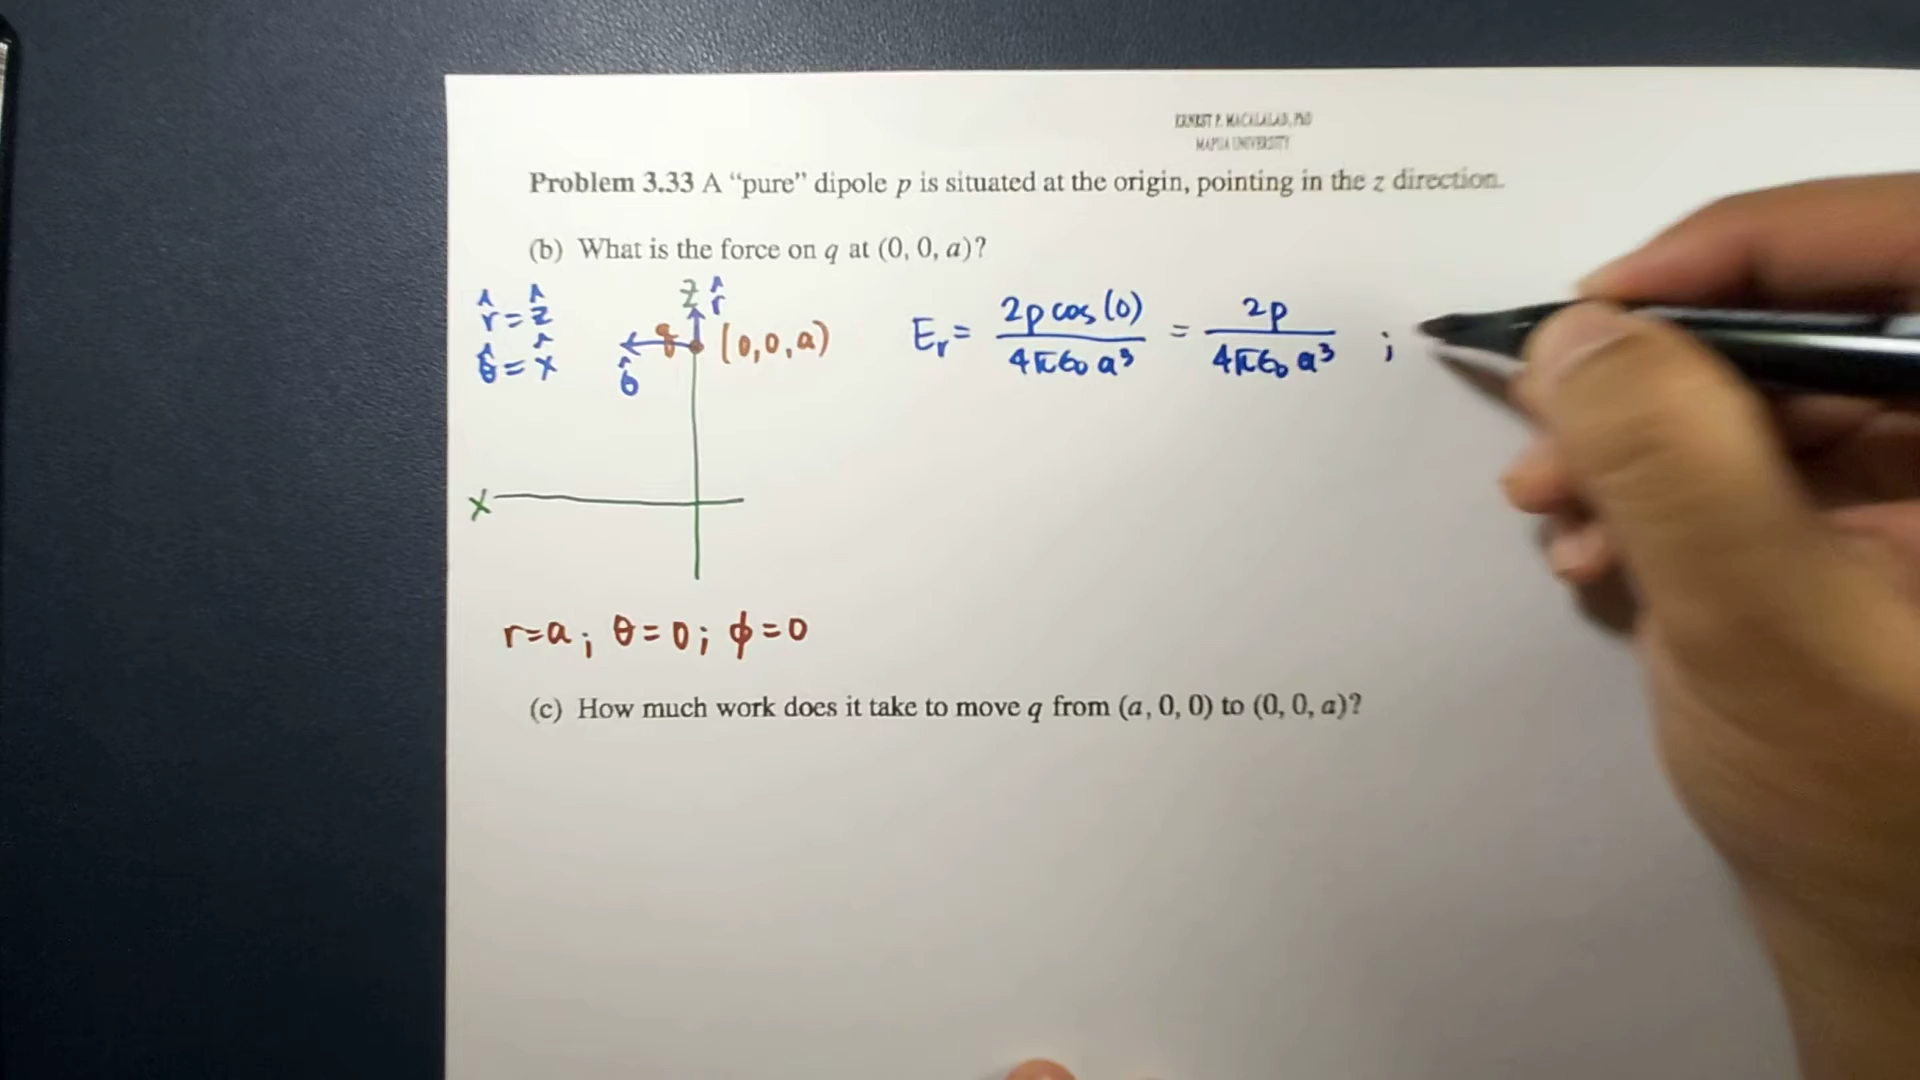 ERNEST P. MACALALAD, PhD
MAPUA UNIVERSITY
Problem 3.33 A “pure” dipole p is situated at the origin, pointing in the z direction.
(b) What is the force on q at (0, 0, a)?
r̂ = ẑ
θ̂ = x̂
z r̂
q (0,0,a)
θ̂
x
E_r = 2p cos(0) / 4πϵ₀a³ = 2p / 4πϵ₀a³ ;
r=a; θ=0; ϕ=0
(c) How much work does it take to move q from (a, 0, 0) to (0, 0, a)?